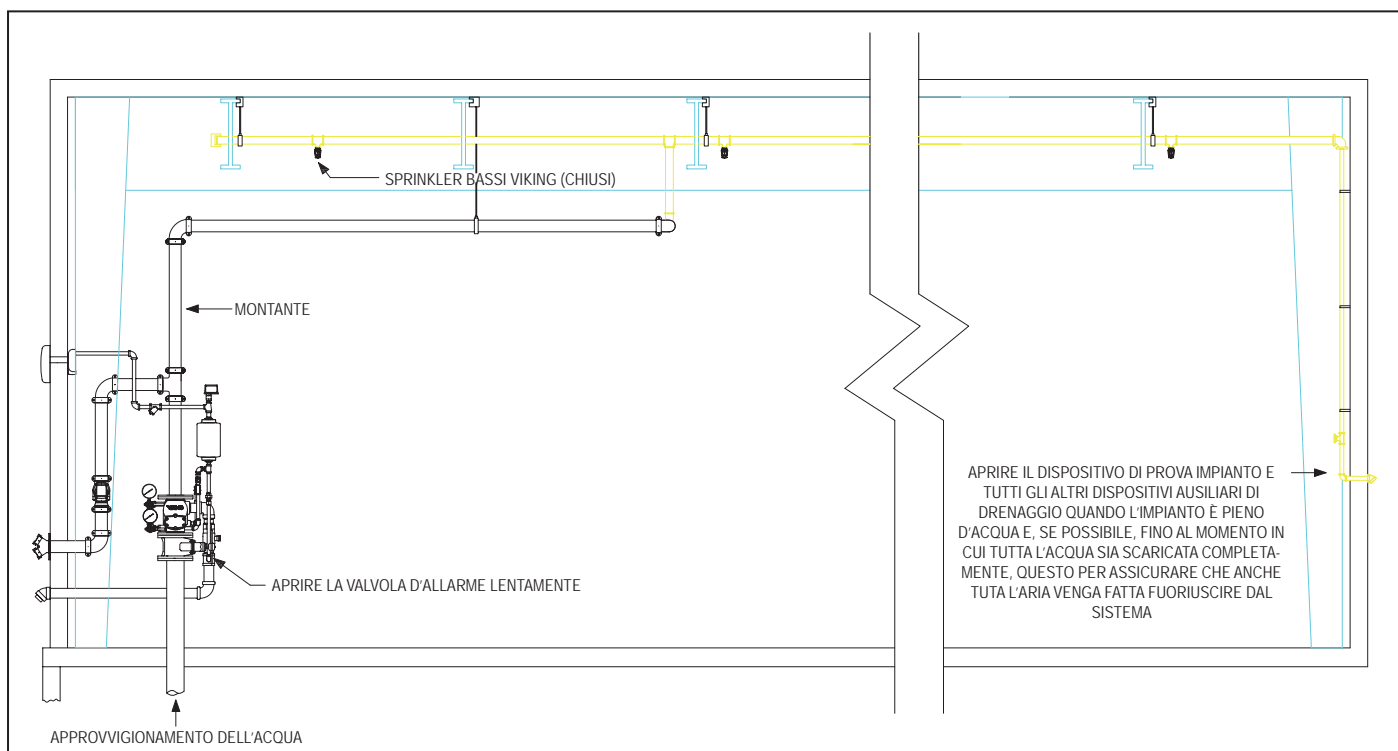 SPRINKLER BASSI VIKING (CHIUSI)
MONTANTE
APRIRE IL DISPOSITIVO DI PROVA IMPIANTO E
TUTTI GLI ALTRI DISPOSITIVI AUSILIARI DI
DRENAGGIO QUANDO L'IMPIANTO È PIENO
D'ACQUA E, SE POSSIBILE, FINO AL MOMENTO IN
CUI TUTTA L'ACQUA SIA SCARICATA COMPLETA-
MENTE, QUESTO PER ASSICURARE CHE ANCHE
TUTA L'ARIA VENGA FATTA FUORIUSCIRE DAL
SISTEMA
APRIRE LA VALVOLA D'ALLARME LENTAMENTE
APPROVVIGIONAMENTO DELL'ACQUA